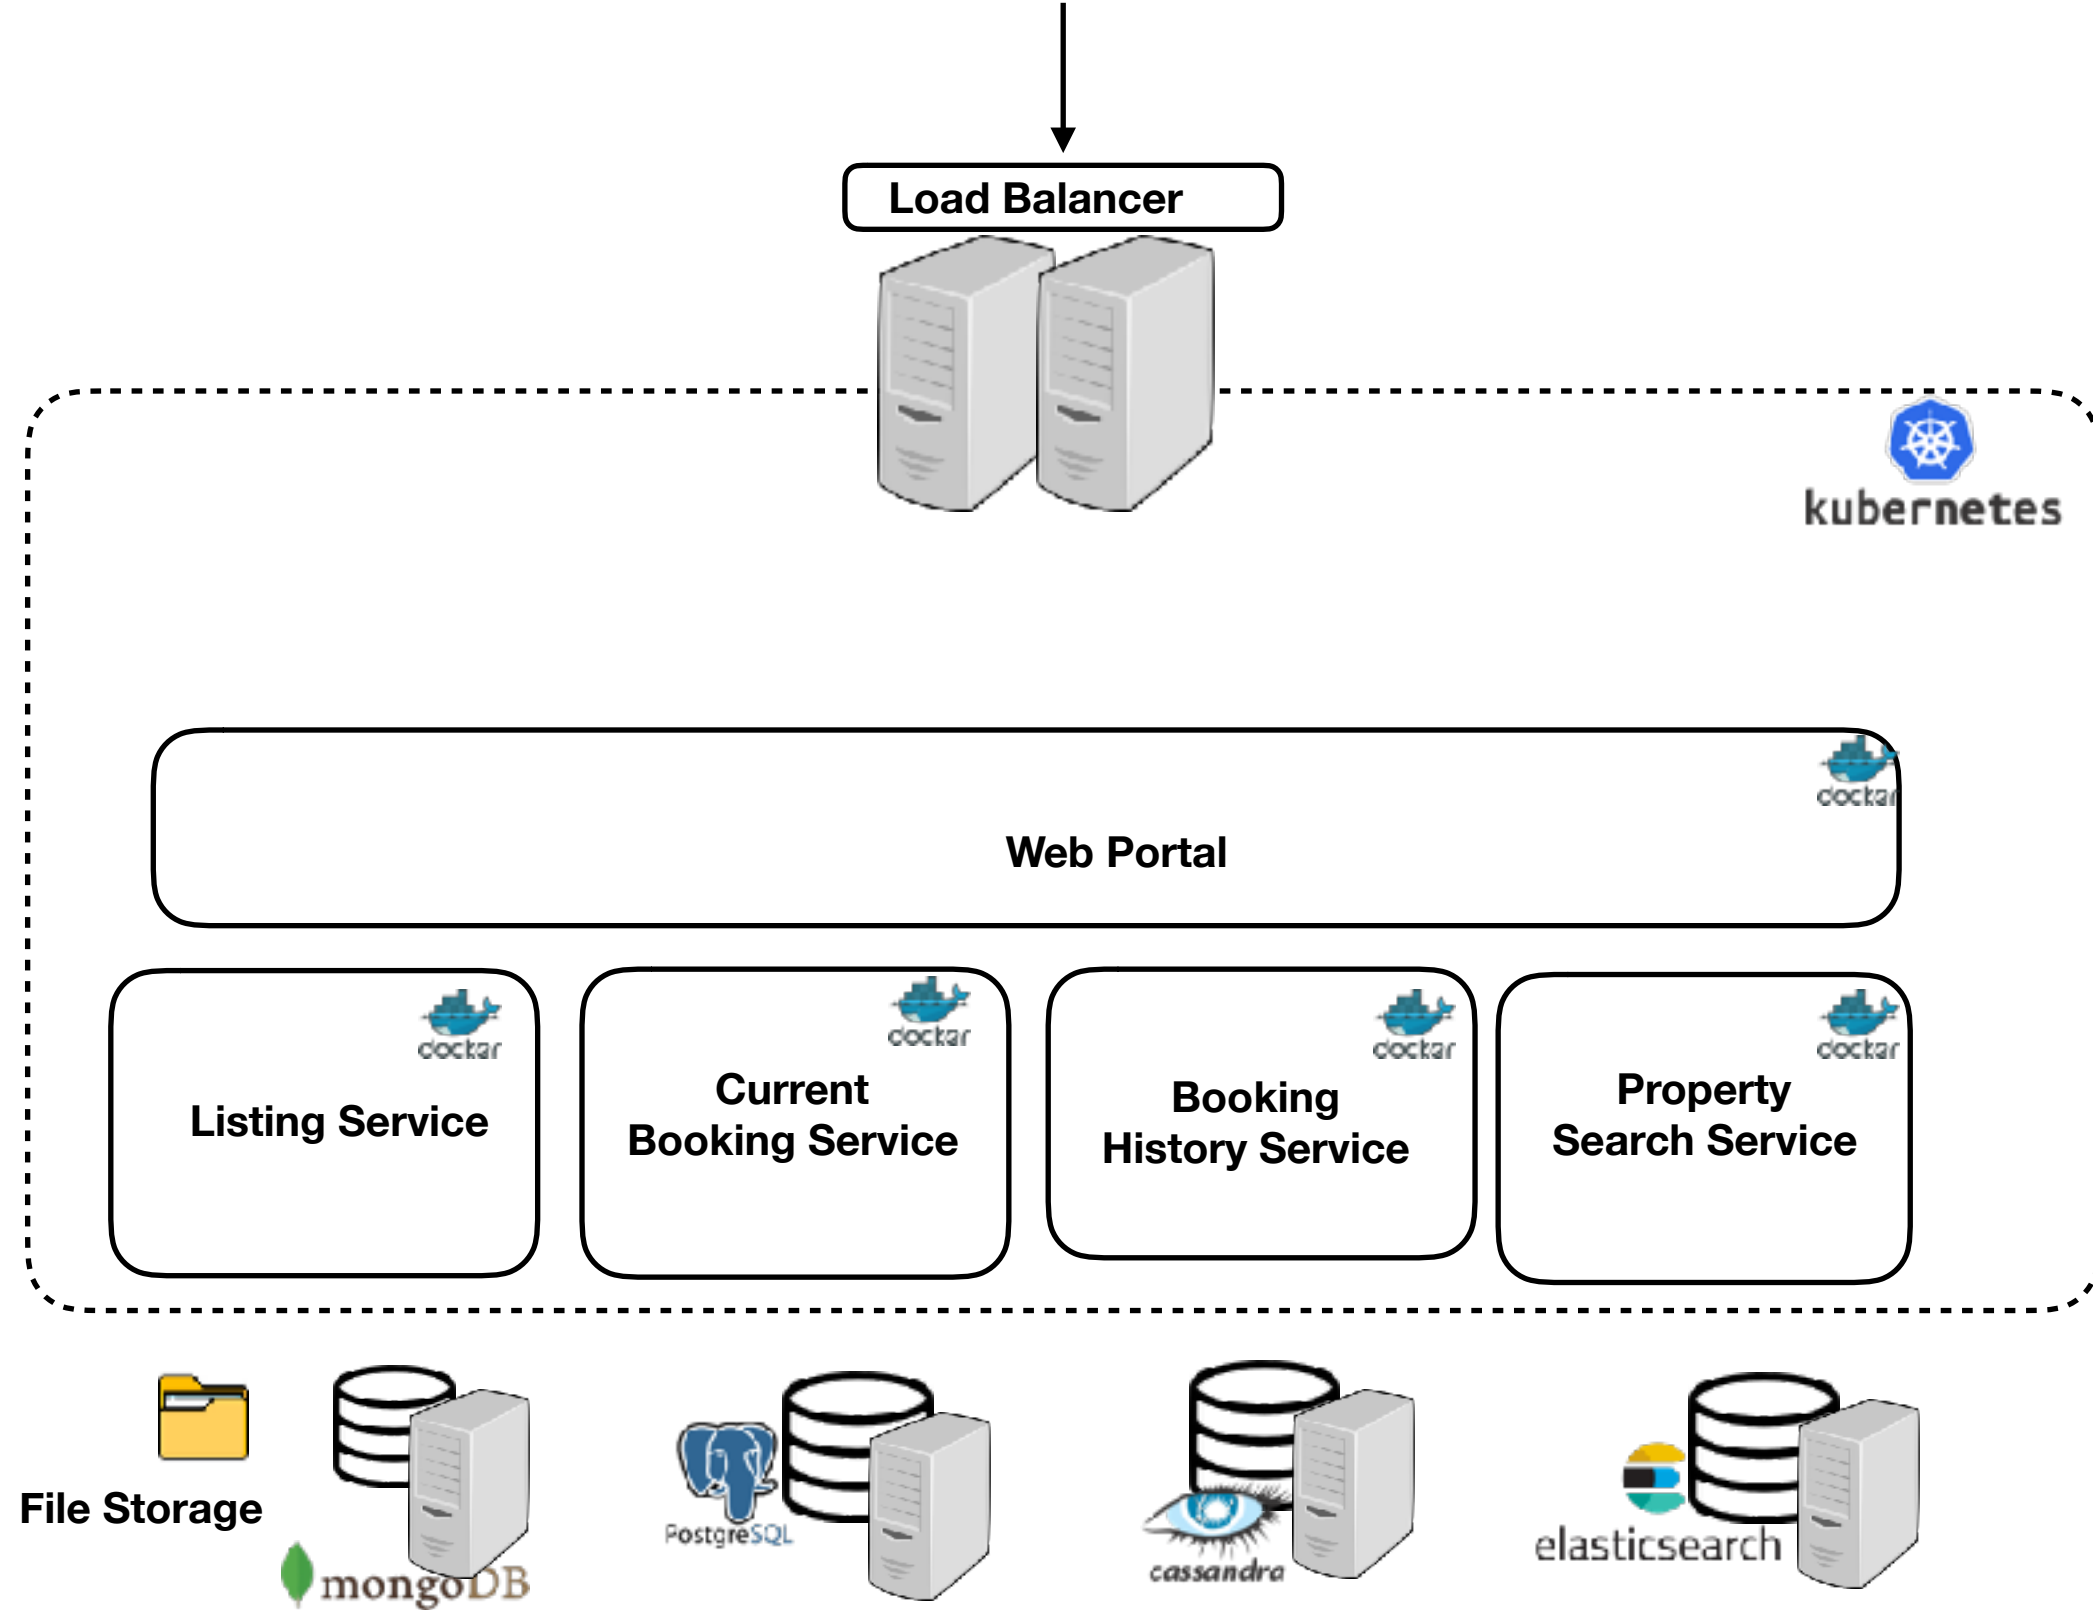 Load Balancer
kubernetes
docker
Web Portal
docker
docker
docker
docker
Listing Service
Current
Booking Service
Booking
History Service
Property
Search Service
File Storage
mongoDB
PostgreSQL
cassandra
elasticsearch